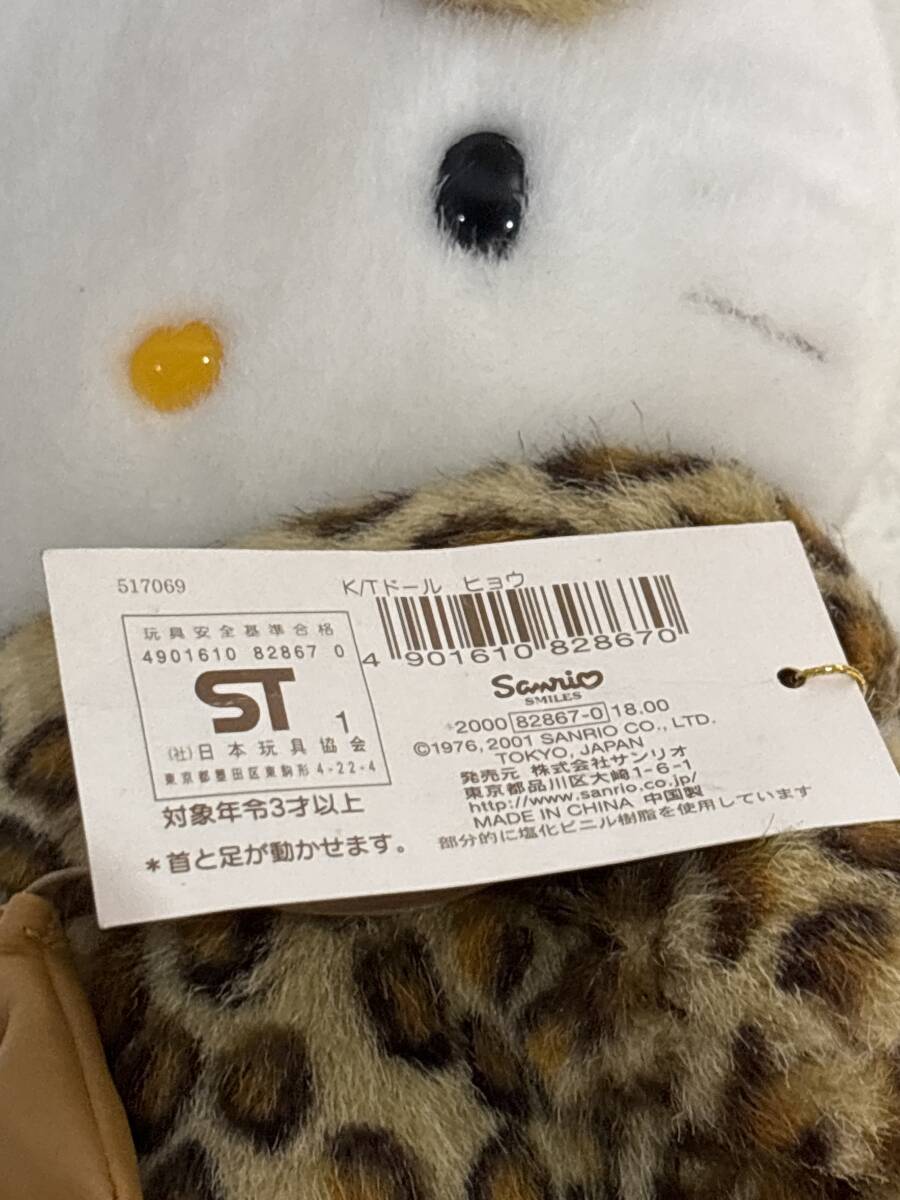 517069
K/Tドール ヒョウ
玩具安全基準合格
4901610 82867 0
ST 1
(社)日本玩具協会
東京都墨田区東駒形 4-22-4
対象年令3才以上
*首と足が動かせます。
4 901610 828670
Sanrio
SMILES
*2000 82867-0 18.00
©1976, 2001 SANRIO CO., LTD.
TOKYO, JAPAN
発売元 株式会社サンリオ
東京都品川区大崎1-6-1
http://www.sanrio.co.jp/
MADE IN CHINA 中国製
部分的に塩化ビニル樹脂を使用しています